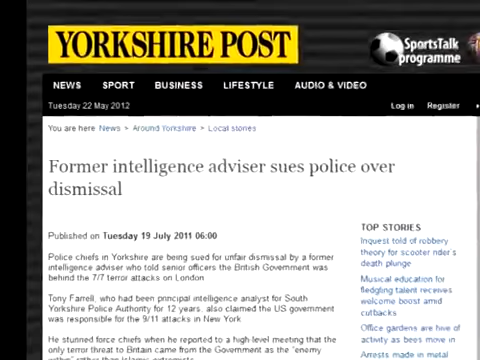 YORKSHIRE POST
SportsTalk
programme
NEWS SPORT BUSINESS LIFESTYLE AUDIO & VIDEO
Tuesday 22 May 2012
Log in Register
You are here News > Around Yorkshire > Local stories
Former intelligence adviser sues police over
dismissal
Published on Tuesday 19 July 2011 06:00
Police chiefs in Yorkshire are being sued for unfair dismissal by a former
intelligence adviser who told senior officers the British Government was
behind the 7/7 terror attacks on London
Tony Farrell, who had been principal intelligence analyst for South
Yorkshire Police Authority for 12 years, also claimed the US government
was responsible for the 9/11 attacks in New York
He stunned force chiefs when he reported to a high-level meeting that the
only terror threat to Britain came from the Government as the "enemy
TOP STORIES
Inquest told of robbery
theory for scooter rider's
death plunge
Musical education for
fledgling talent receives
welcome boost amid
cutbacks
Office gardens are hive of
activity as bees move in
Arrests made in metal